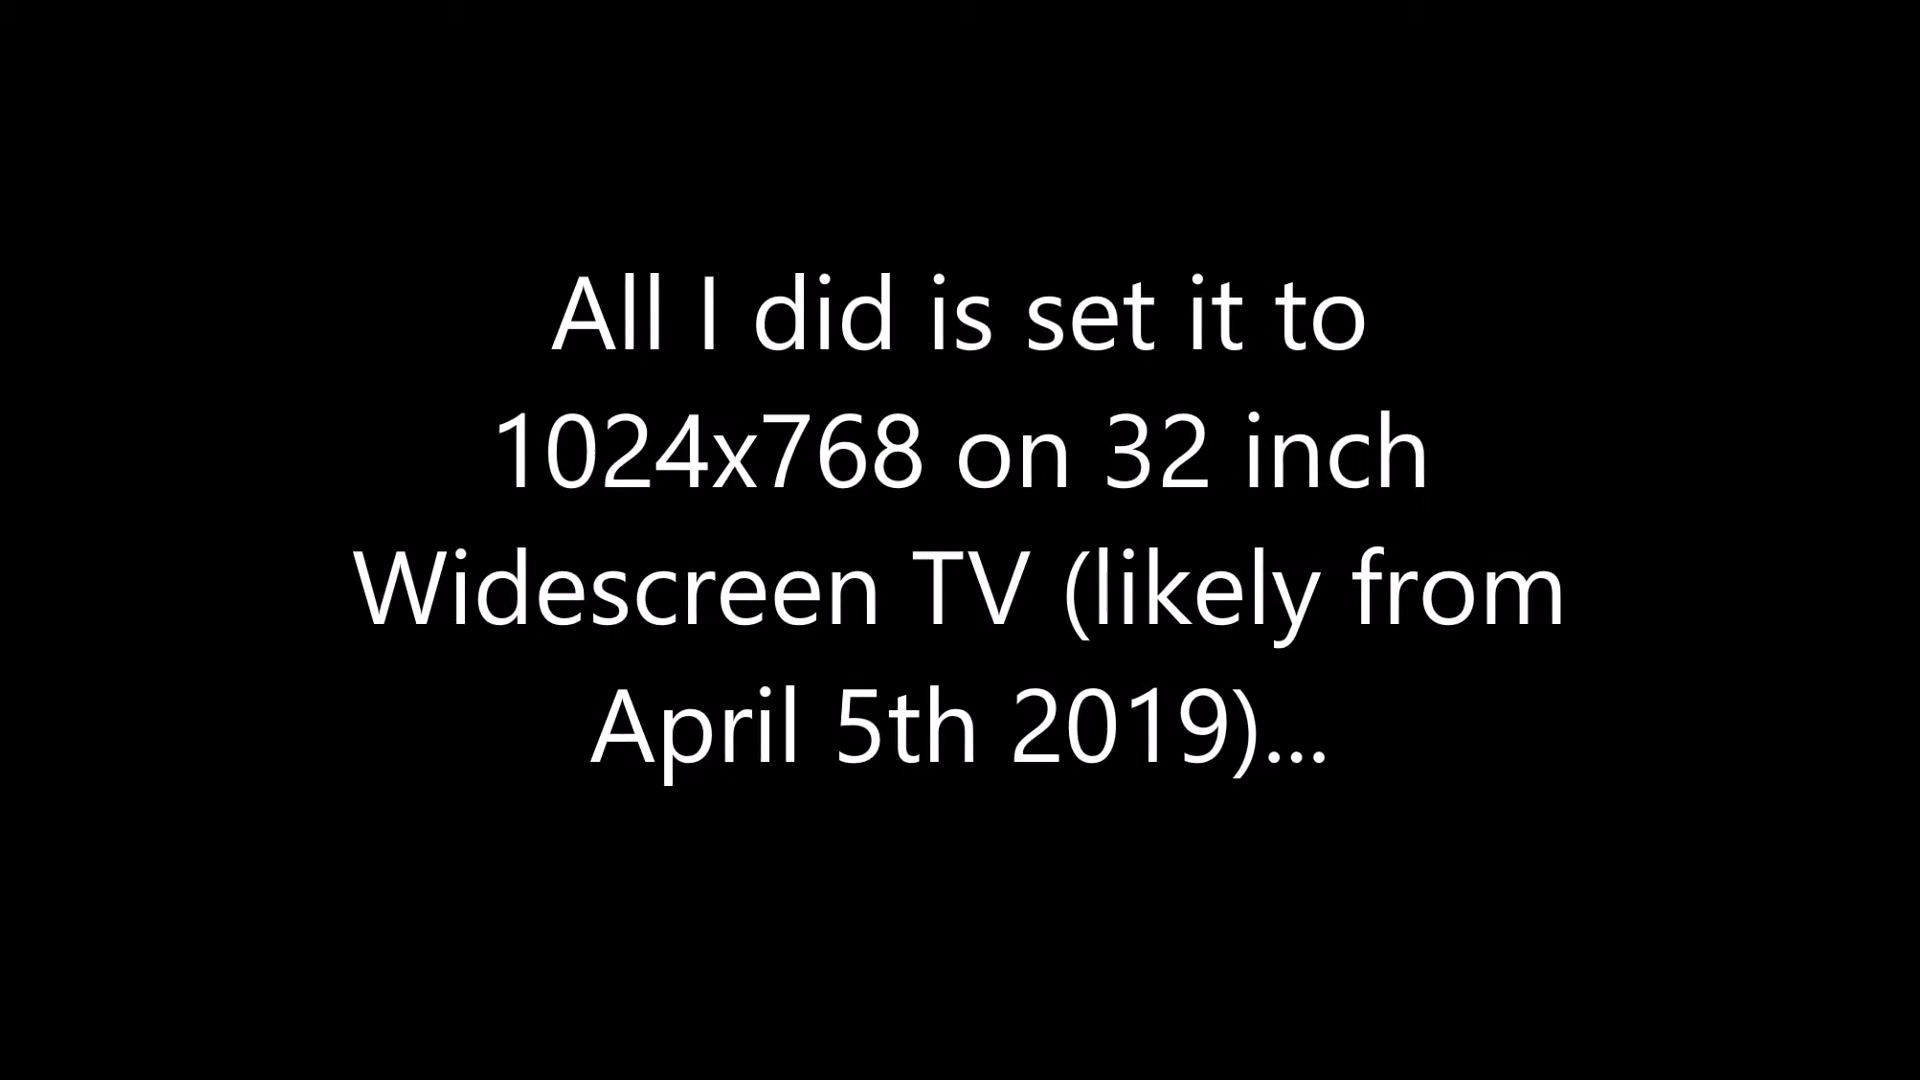 All I did is set it to
1024x768 on 32 inch
Widescreen TV (likely from
April 5th 2019)...